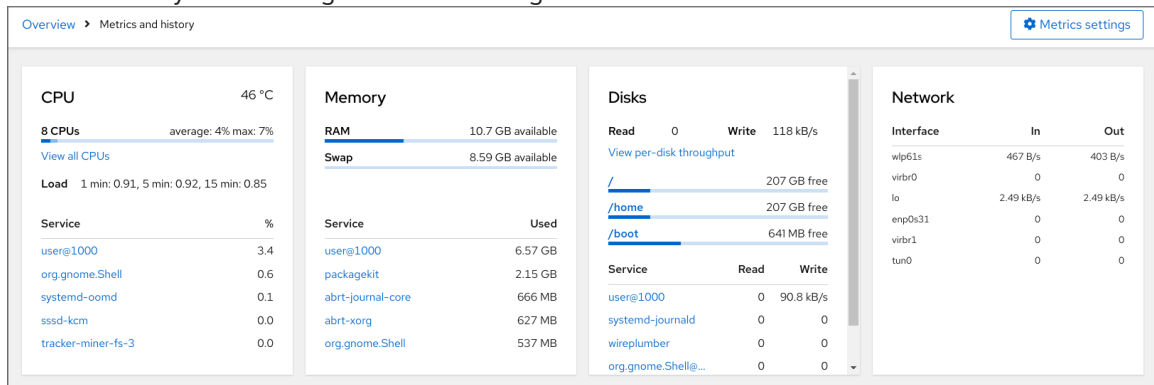 Overview > Metrics and history
Metrics settings
CPU 46 °C
8 CPUs average: 4% max: 7%
View all CPUs
Load 1 min: 0.91, 5 min: 0.92, 15 min: 0.85
Service %
user@1000 3.4
org.gnome.Shell 0.6
systemd-oomd 0.1
sssd-kcm 0.0
tracker-miner-fs-3 0.0
Memory
RAM 10.7 GB available
Swap 8.59 GB available
Service Used
user@1000 6.57 GB
packagekit 2.15 GB
abrt-journal-core 666 MB
abrt-xorg 627 MB
org.gnome.Shell 537 MB
Disks
Read 0 Write 118 kB/s
View per-disk throughput
/ 207 GB free
/home 207 GB free
/boot 641 MB free
Service Read Write
user@1000 0 90.8 kB/s
systemd-journald 0 0
wireplumber 0 0
org.gnome.Shell@... 0 0
Network
Interface In Out
wlp61s 467 B/s 403 B/s
virbr0 0 0
lo 2.49 kB/s 2.49 kB/s
enp0s31 0 0
virbr1 0 0
tun0 0 0